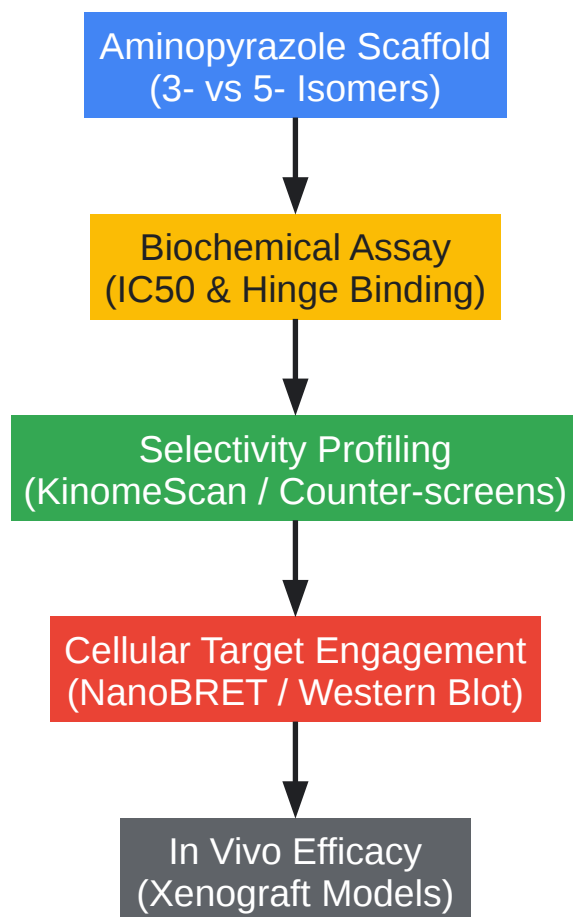 Aminopyrazole Scaffold
(3- vs 5- Isomers)
Biochemical Assay
(IC50 & Hinge Binding)
Selectivity Profiling
(KinomeScan / Counter-screens)
Cellular Target Engagement
(NanoBRET / Western Blot)
In Vivo Efficacy
(Xenograft Models)